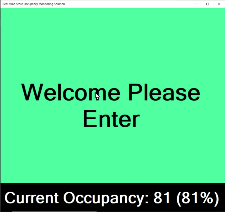 Welcome Please
Enter
Current Occupancy: 81 (81%)